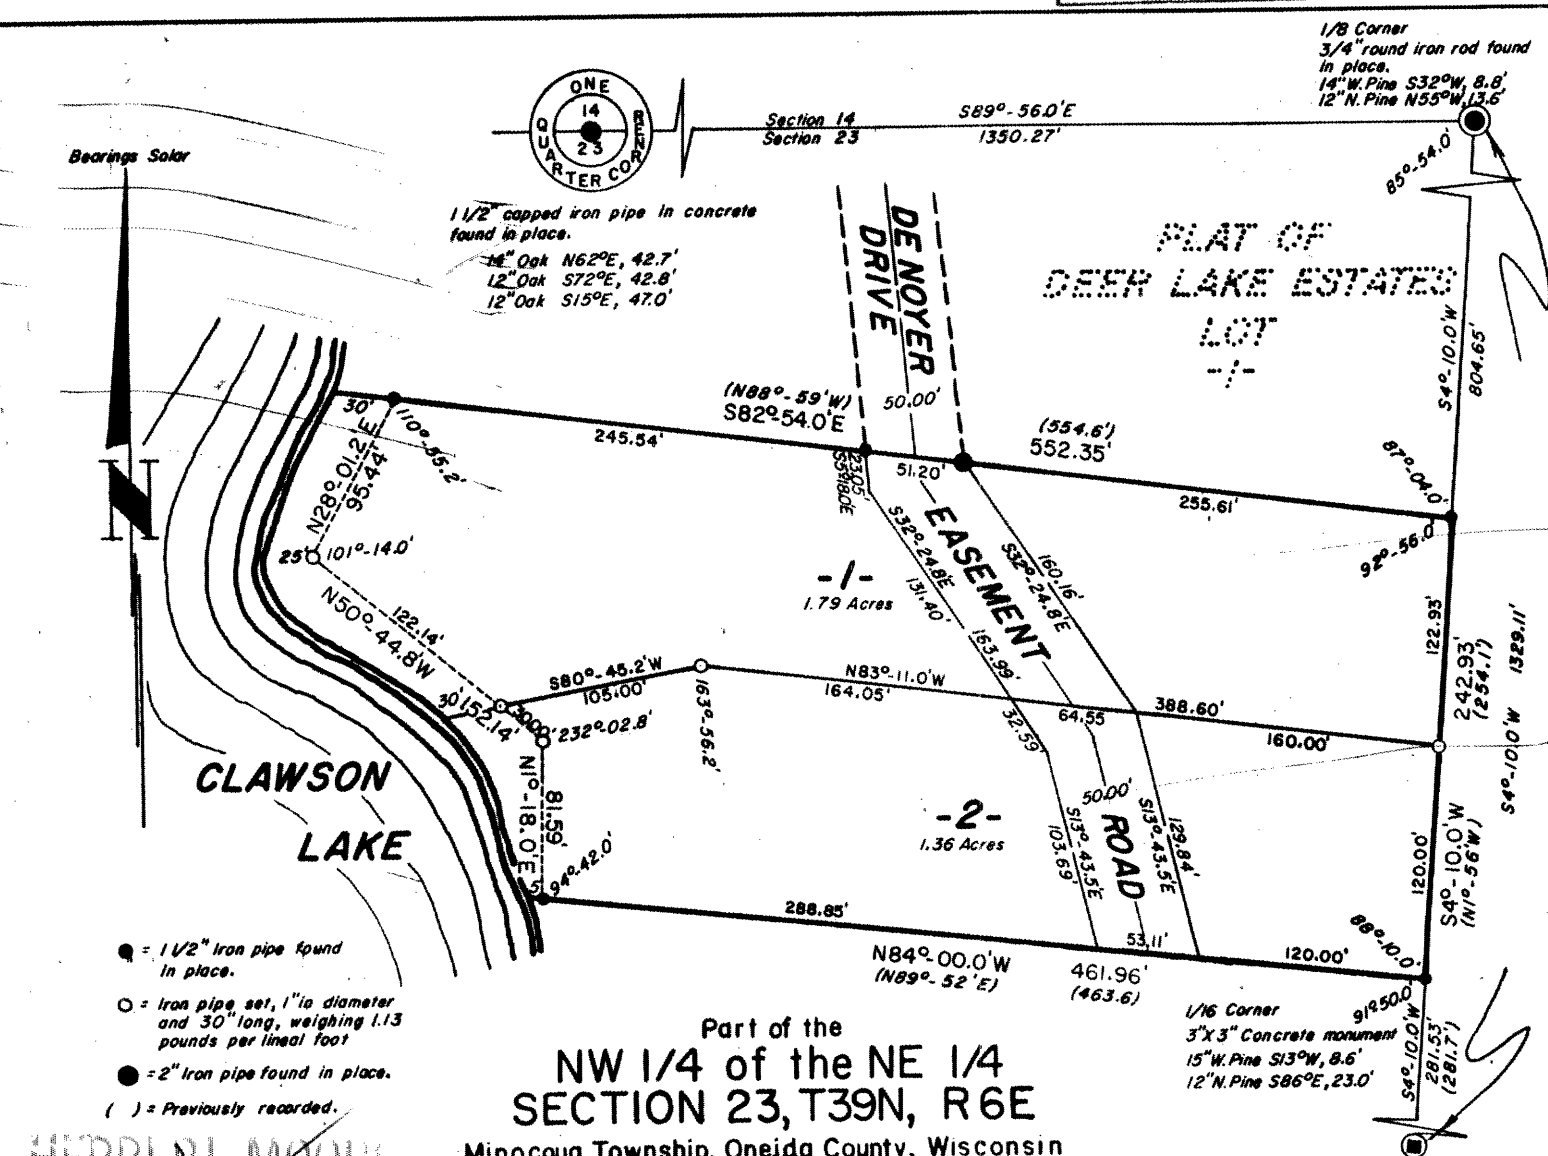 1/8 Corner
3/4" round iron rod found
in place.
14" W. Pine S32°W, 8.8'
12" N. Pine N55°W, 13.6'
ONE
QUARTER CORNER
14
23
Section 14
Section 23
S89°-56.0'E
1350.27'
85°-54.0'
Bearings Solar
N
1 1/2" capped iron pipe in concrete
found in place.
14" Oak N62°E, 42.7'
12" Oak S72°E, 42.8'
12" Oak S15°E, 47.0'
DE NOYER
DRIVE
PLAT OF
DEER LAKE ESTATES
LOT
-1-
S4°-10.0'W
804.65'
30'
110°-55.2'
245.54'
(N88°-59'W)
S82°-54.0'E
50.00'
(554.6')
552.35'
51.20'
255.61'
87°-04.0'
92°-56.0'
N28°-01.2'E
95.44'
25'
101°-14.0'
23.05'
EASEMENT
S32°-24.8'E
131.40'
163.99'
32.59'
160.16'
S32°-24.8'E
-1-
1.79 Acres
N50°-44.8'W
122.14'
152.14'
30'
30.00'
232°-02.8'
S80°-45.2'W
105.00'
163°-56.2'
N83°-11.0'W
164.05'
64.55
388.60'
160.00'
122.93'
242.93'
(254.1')
S4°-10.0'W 1329.11'
CLAWSON
LAKE
N1°-18.0'E
81.59'
94°-42.0'
5'
-2-
1.36 Acres
50.00'
ROAD
S13°-43.5'E
103.69'
S13°-43.5'E
129.84'
120.00'
S4°-10.0'W
(N1°-56'W)
288.85'
53.11'
120.00'
88°-10.0'
N84°-00.0'W
(N89°-52'E)
461.96'
(463.6)
91°50.0'
S4°-10.0'W
281.53'
(281.7')
1/16 Corner
3"X3" Concrete monument
15" W. Pine S13°W, 8.6'
12" N. Pine S86°E, 23.0'
= 1 1/2" Iron pipe found
in place.
= Iron pipe set, 1" in diameter
and 30" long, weighing 1.13
pounds per lineal foot
= 2" Iron pipe found in place.
( ) = Previously recorded.
Part of the
NW 1/4 of the NE 1/4
SECTION 23, T39N, R6E
Minocqua Township, Oneida County, Wisconsin